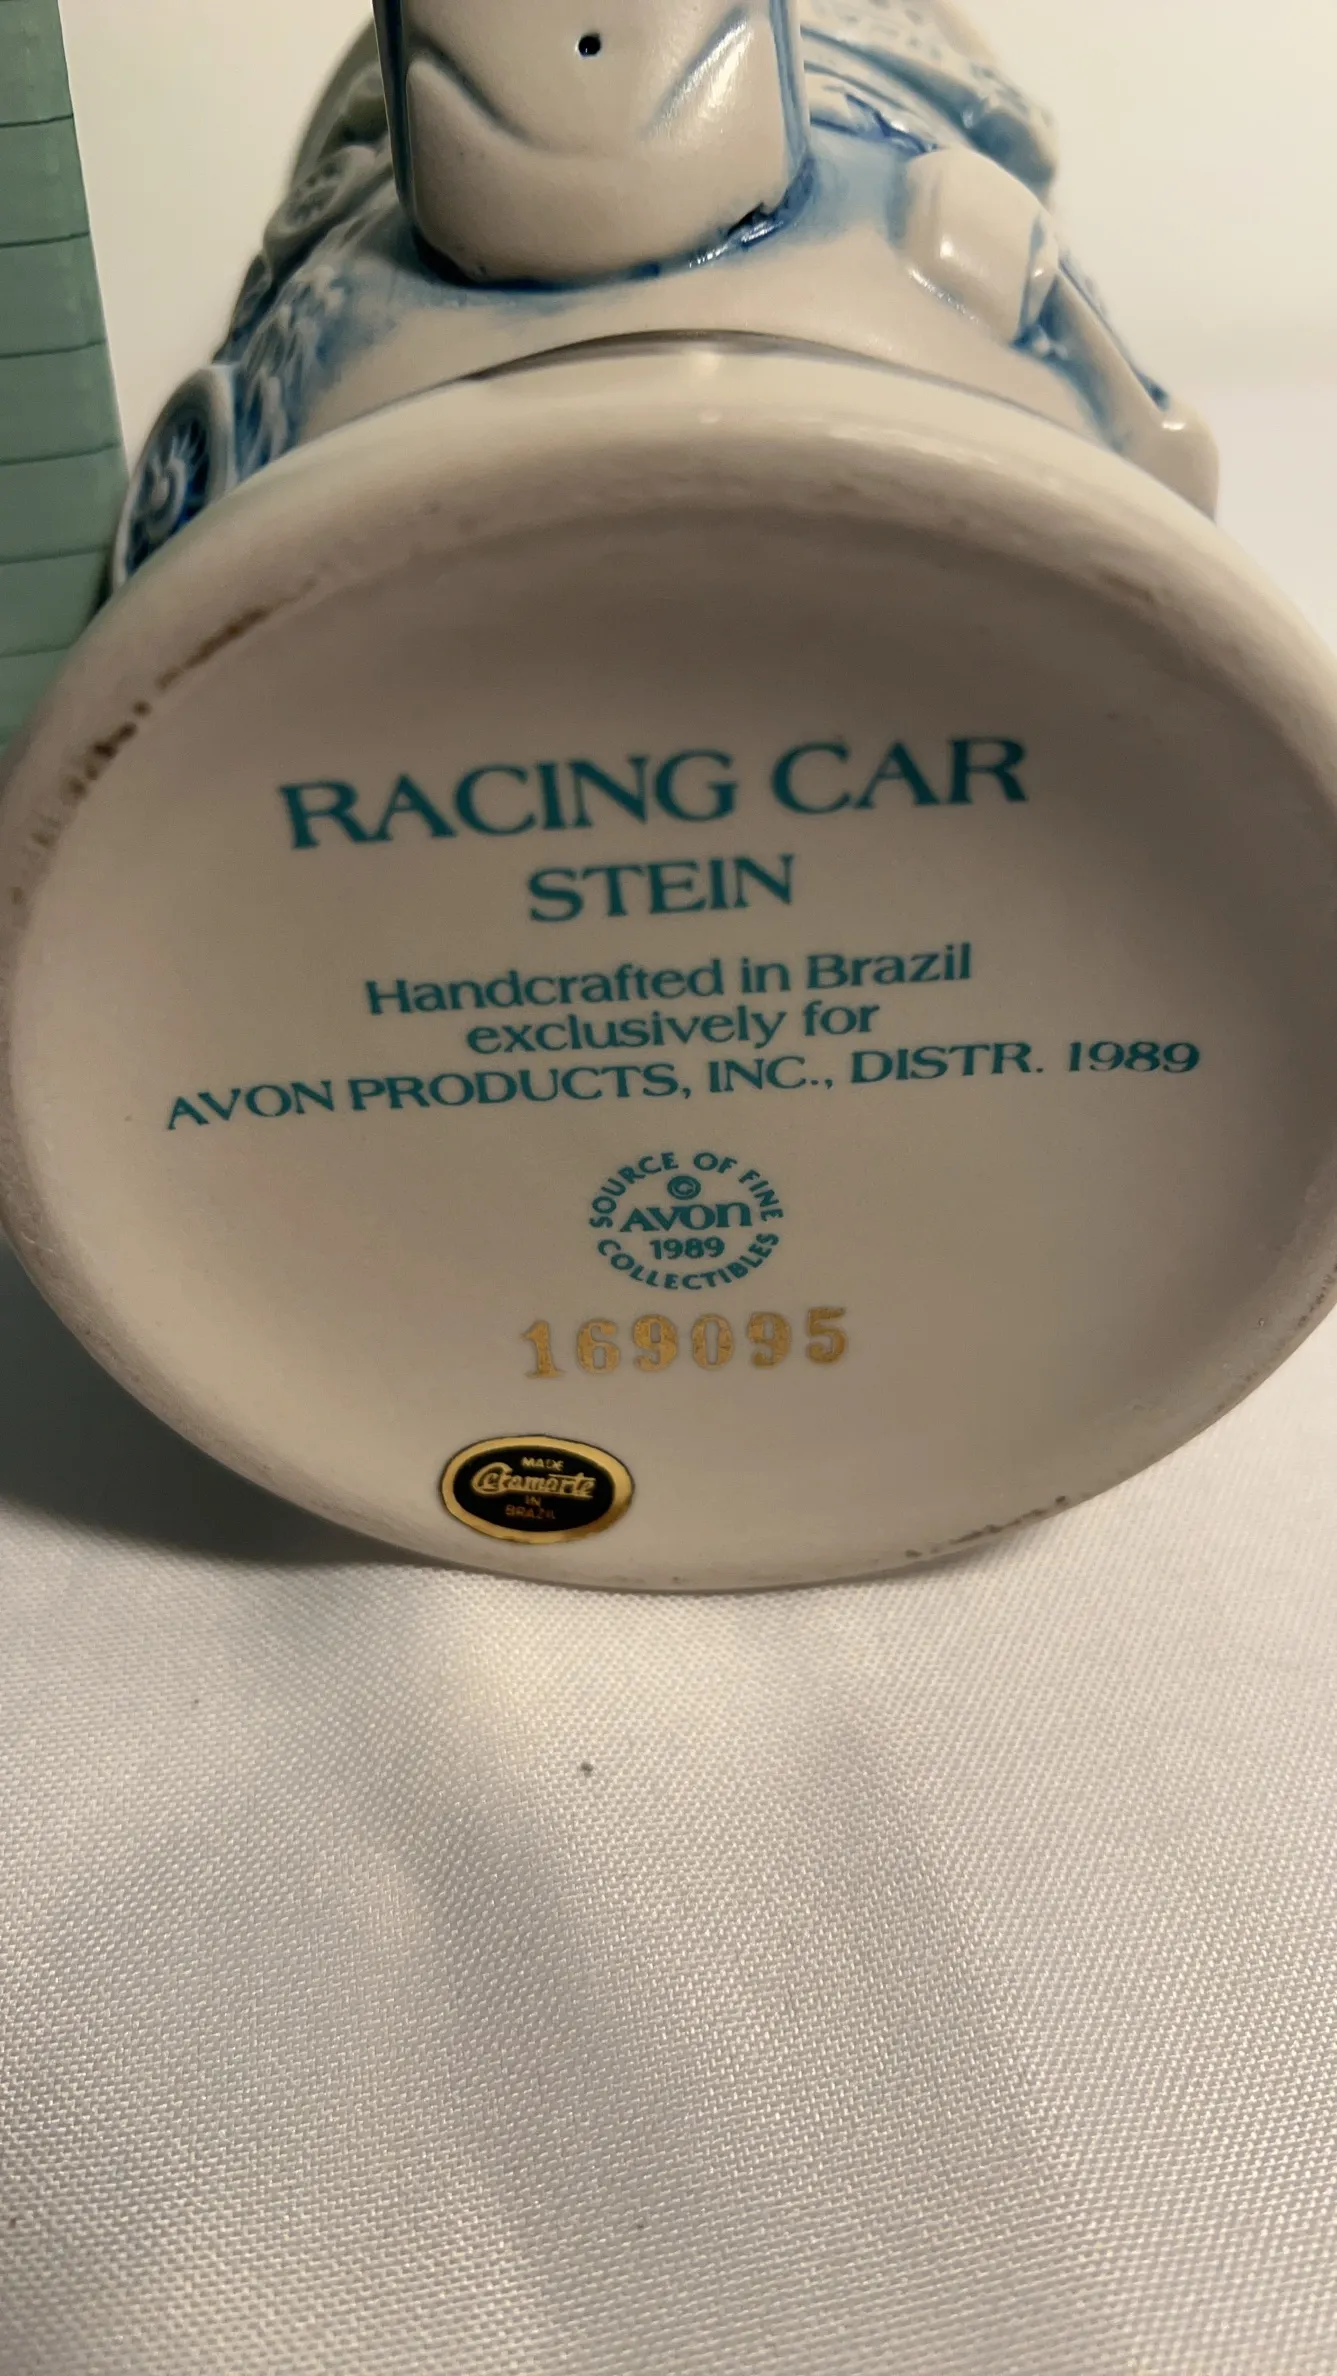 RACING CAR
STEIN
Handcrafted in Brazil
exclusively for
AVON PRODUCTS, INC., DISTR. 1989
SOURCE OF FINE
©
AVON
1989
COLLECTIBLES
169095
MADE
Ceramarte
IN
BRAZIL